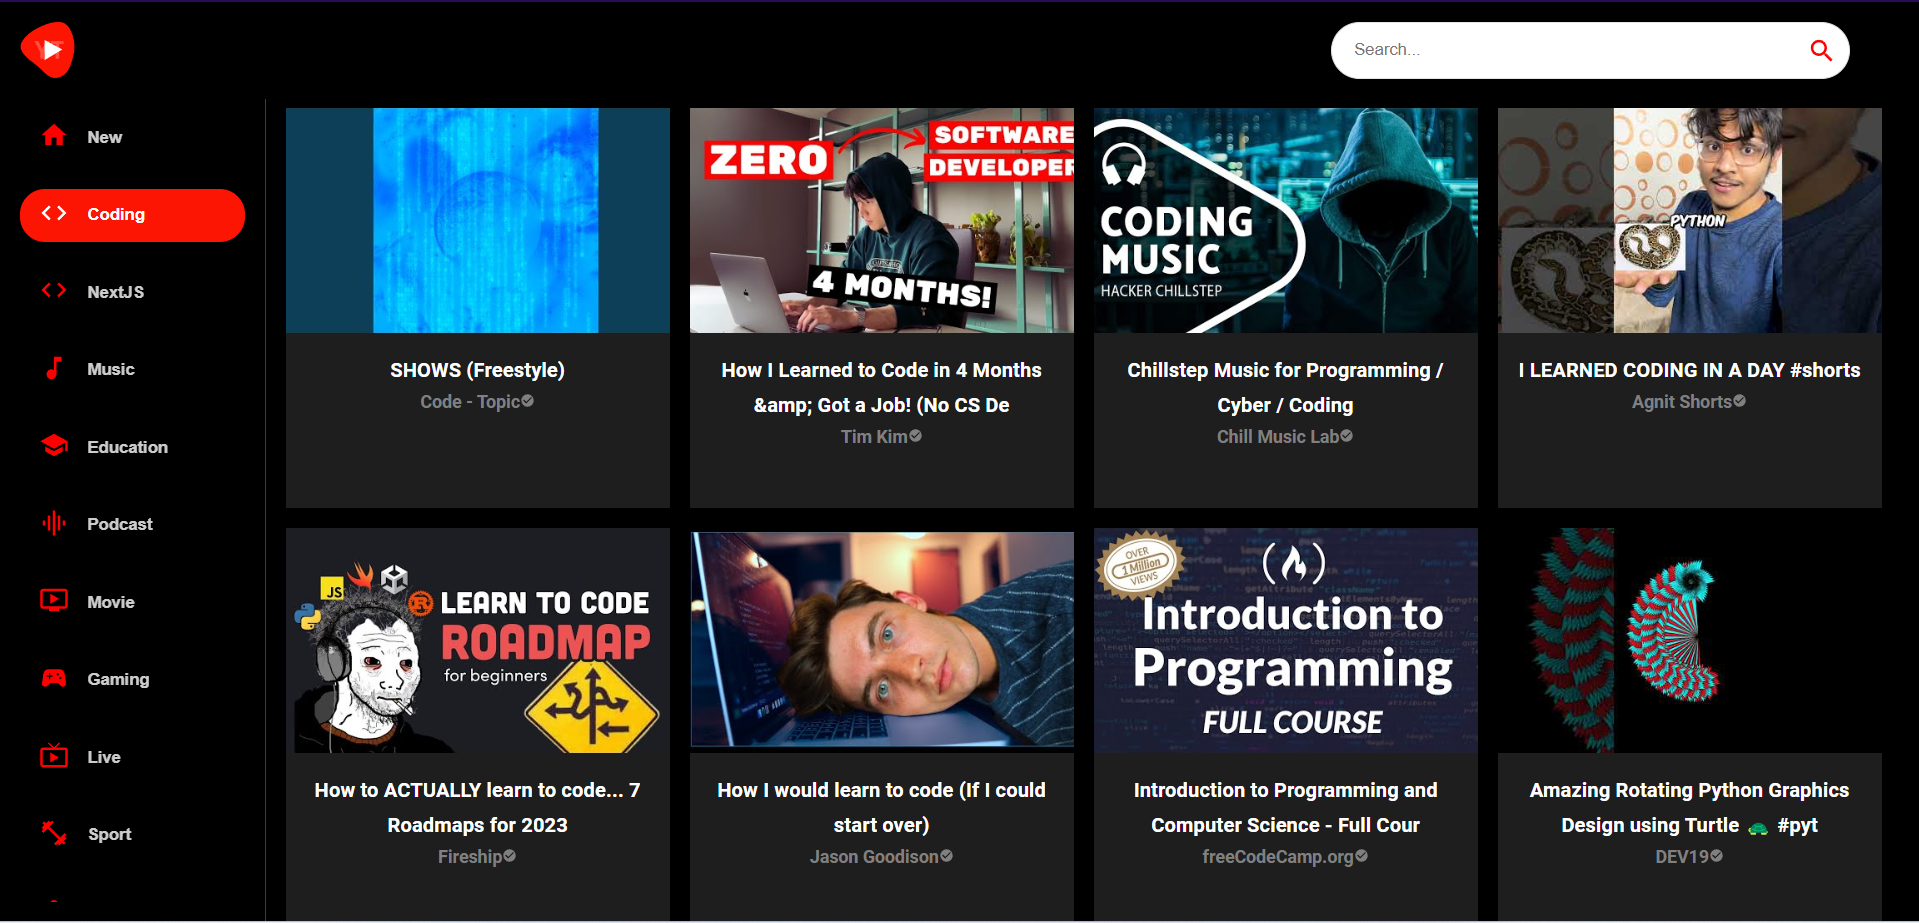 YT
Search...
New
Coding
NextJS
Music
Education
Podcast
Movie
Gaming
Live
Sport
SHOWS (Freestyle)
Code - Topic
ZERO
SOFTWARE
DEVELOPER
4 MONTHS!
How I Learned to Code in 4 Months
&amp; Got a Job! (No CS De
Tim Kim
CODING
MUSIC
HACKER CHILLSTEP
Chillstep Music for Programming /
Cyber / Coding
Chill Music Lab
PYTHON
I LEARNED CODING IN A DAY #shorts
Agnit Shorts
JS
LEARN TO CODE
ROADMAP
for beginners
How to ACTUALLY learn to code... 7
Roadmaps for 2023
Fireship
How I would learn to code (If I could
start over)
Jason Goodison
OVER
1 Million
VIEWS
Introduction to
Programming
FULL COURSE
Introduction to Programming and
Computer Science - Full Cour
freeCodeCamp.org
Amazing Rotating Python Graphics
Design using Turtle 🐢 #pyt
DEV19